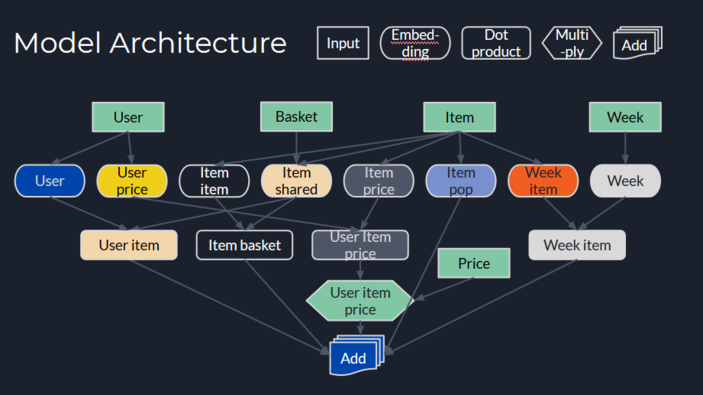 Model Architecture
Input
Embed-
ding
Dot
product
Multi
-ply
Add
User
Basket
Item
Week
User
User
price
Item
item
Item
shared
Item
price
Item
pop
Week
item
Week
User item
Item basket
User Item
price
Week item
Price
User item
price
Add